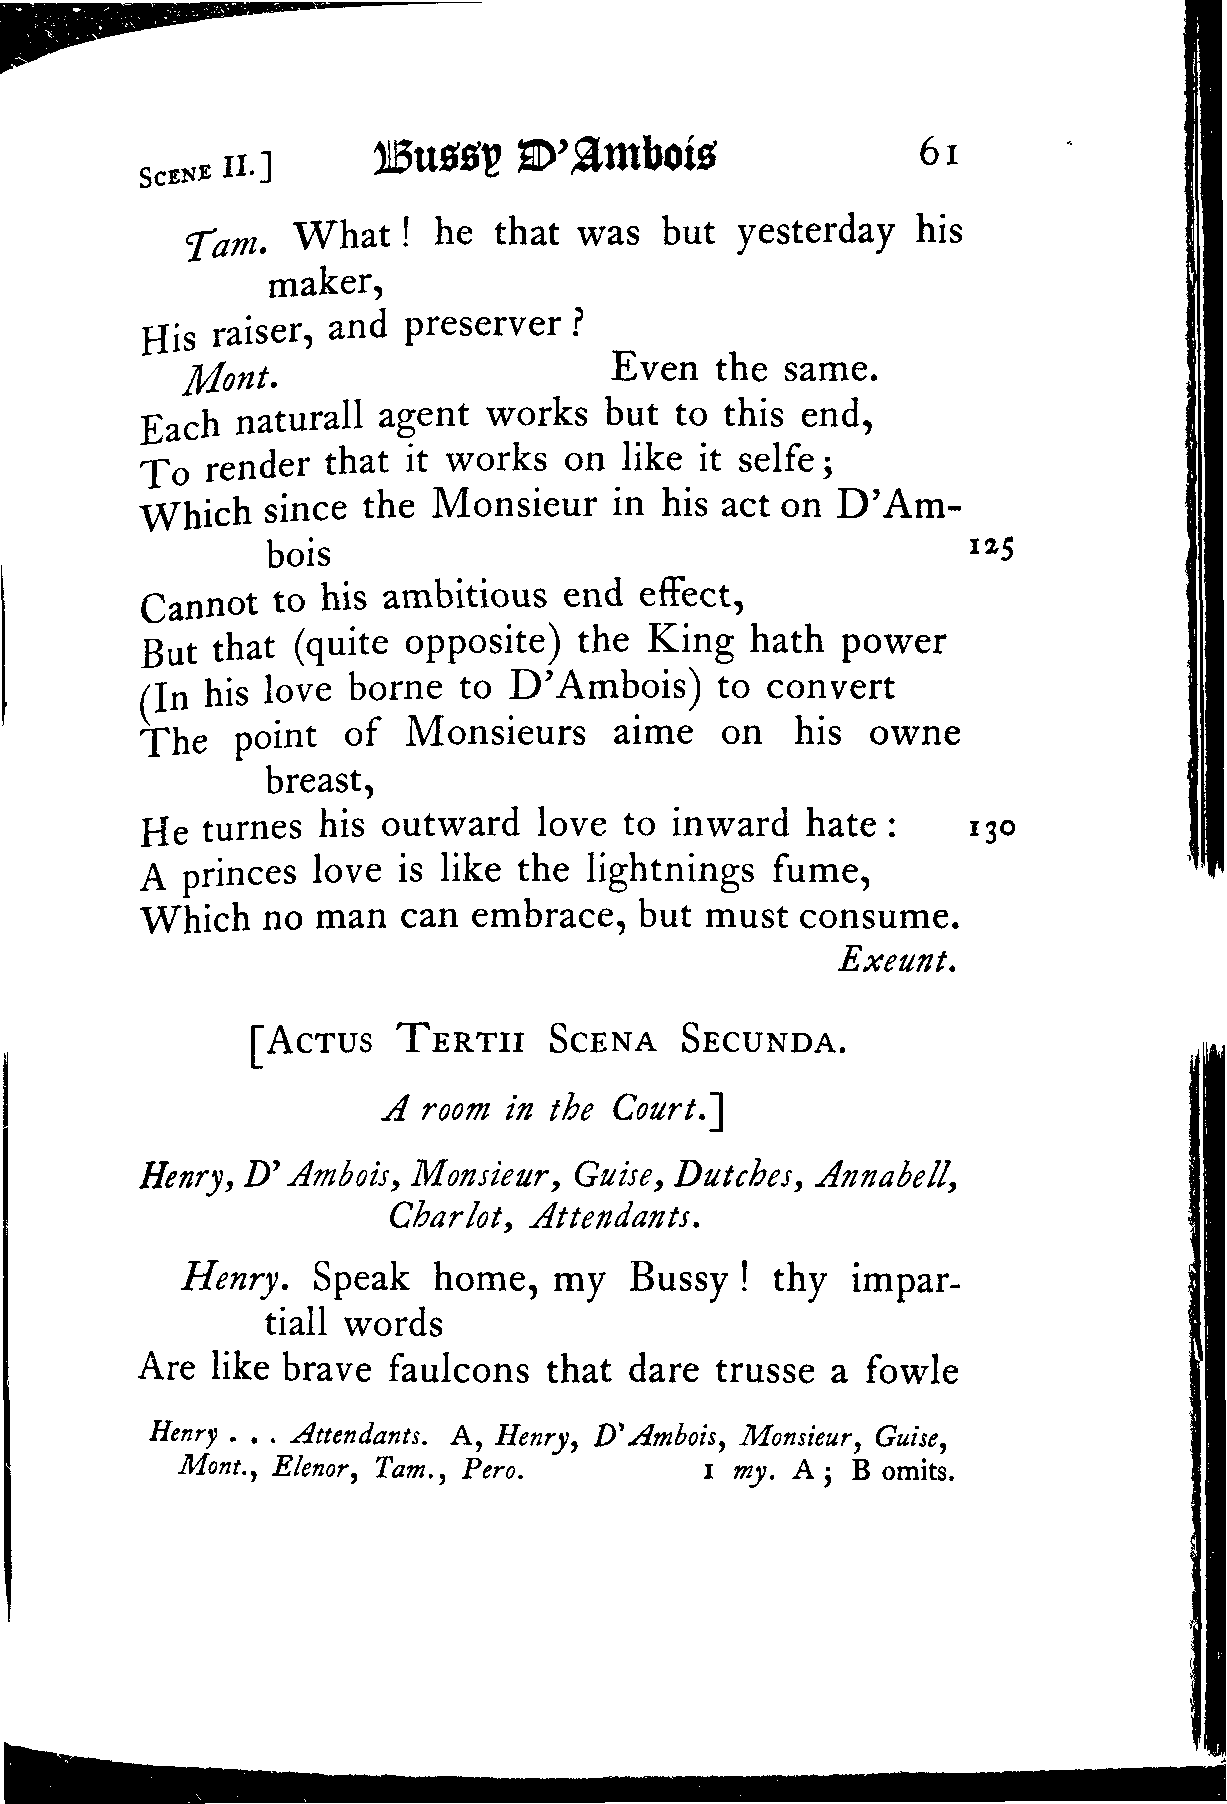 SCENE II.] Bussy D'Ambois 61
Tam. What! he that was but yesterday his
maker,
His raiser, and preserver?
Mont. Even the same.
Each naturall agent works but to this end,
To render that it works on like it selfe;
Which since the Monsieur in his act on D'Am-
bois 125
Cannot to his ambitious end effect,
But that (quite opposite) the King hath power
(In his love borne to D'Ambois) to convert
The point of Monsieurs aime on his owne
breast,
He turnes his outward love to inward hate: 130
A princes love is like the lightnings fume,
Which no man can embrace, but must consume.
Exeunt.
[ACTUS TERTII SCENA SECUNDA.
A room in the Court.]
Henry, D'Ambois, Monsieur, Guise, Dutches, Annabell,
Charlot, Attendants.
Henry. Speak home, my Bussy! thy impar-
tiall words
Are like brave faulcons that dare trusse a fowle
Henry . . . Attendants. A, Henry, D'Ambois, Monsieur, Guise,
Mont., Elenor, Tam., Pero. 1 my. A; B omits.